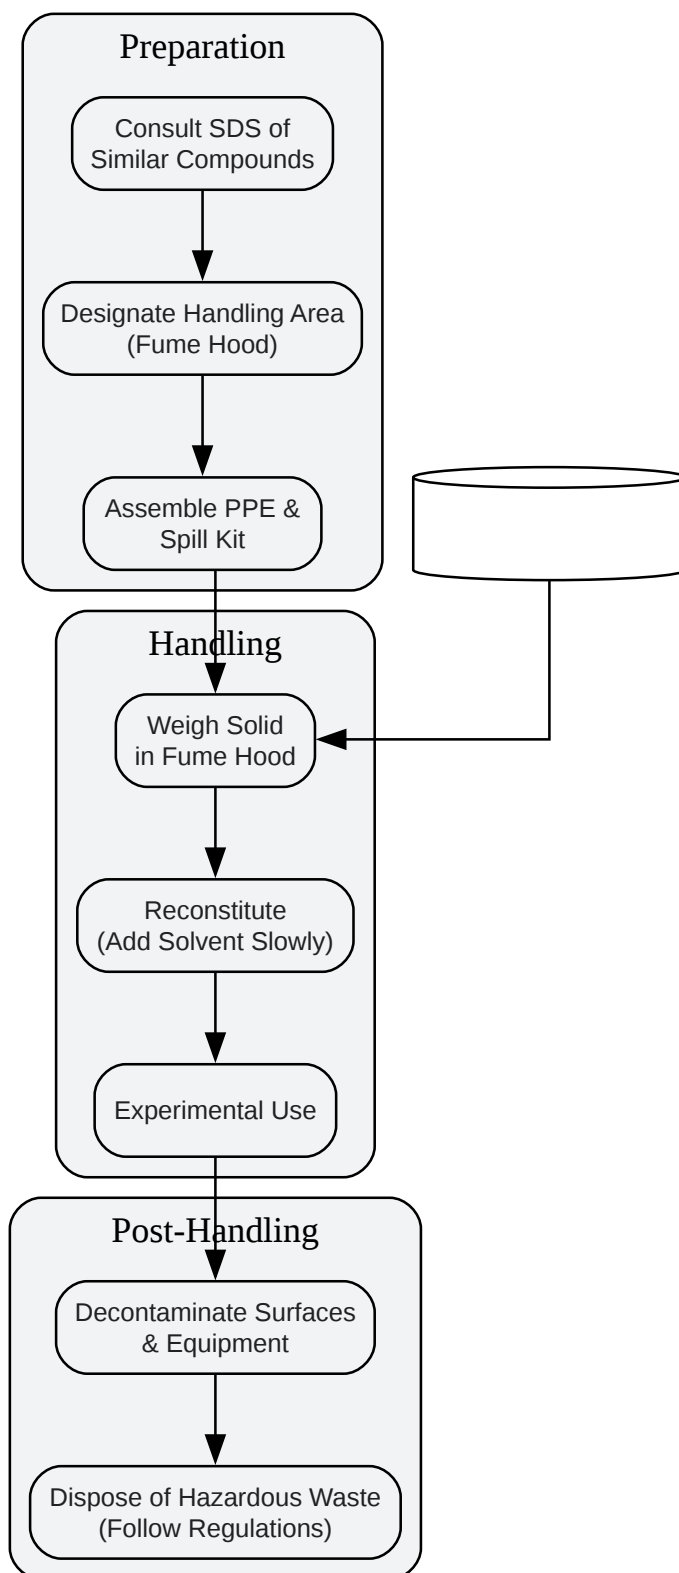 Preparation
Consult SDS of
Similar Compounds
Designate Handling Area
(Fume Hood)
Assemble PPE &
Spill Kit
Handling
Weigh Solid
in Fume Hood
Reconstitute
(Add Solvent Slowly)
Experimental Use
Post-Handling
Decontaminate Surfaces
& Equipment
Dispose of Hazardous Waste
(Follow Regulations)